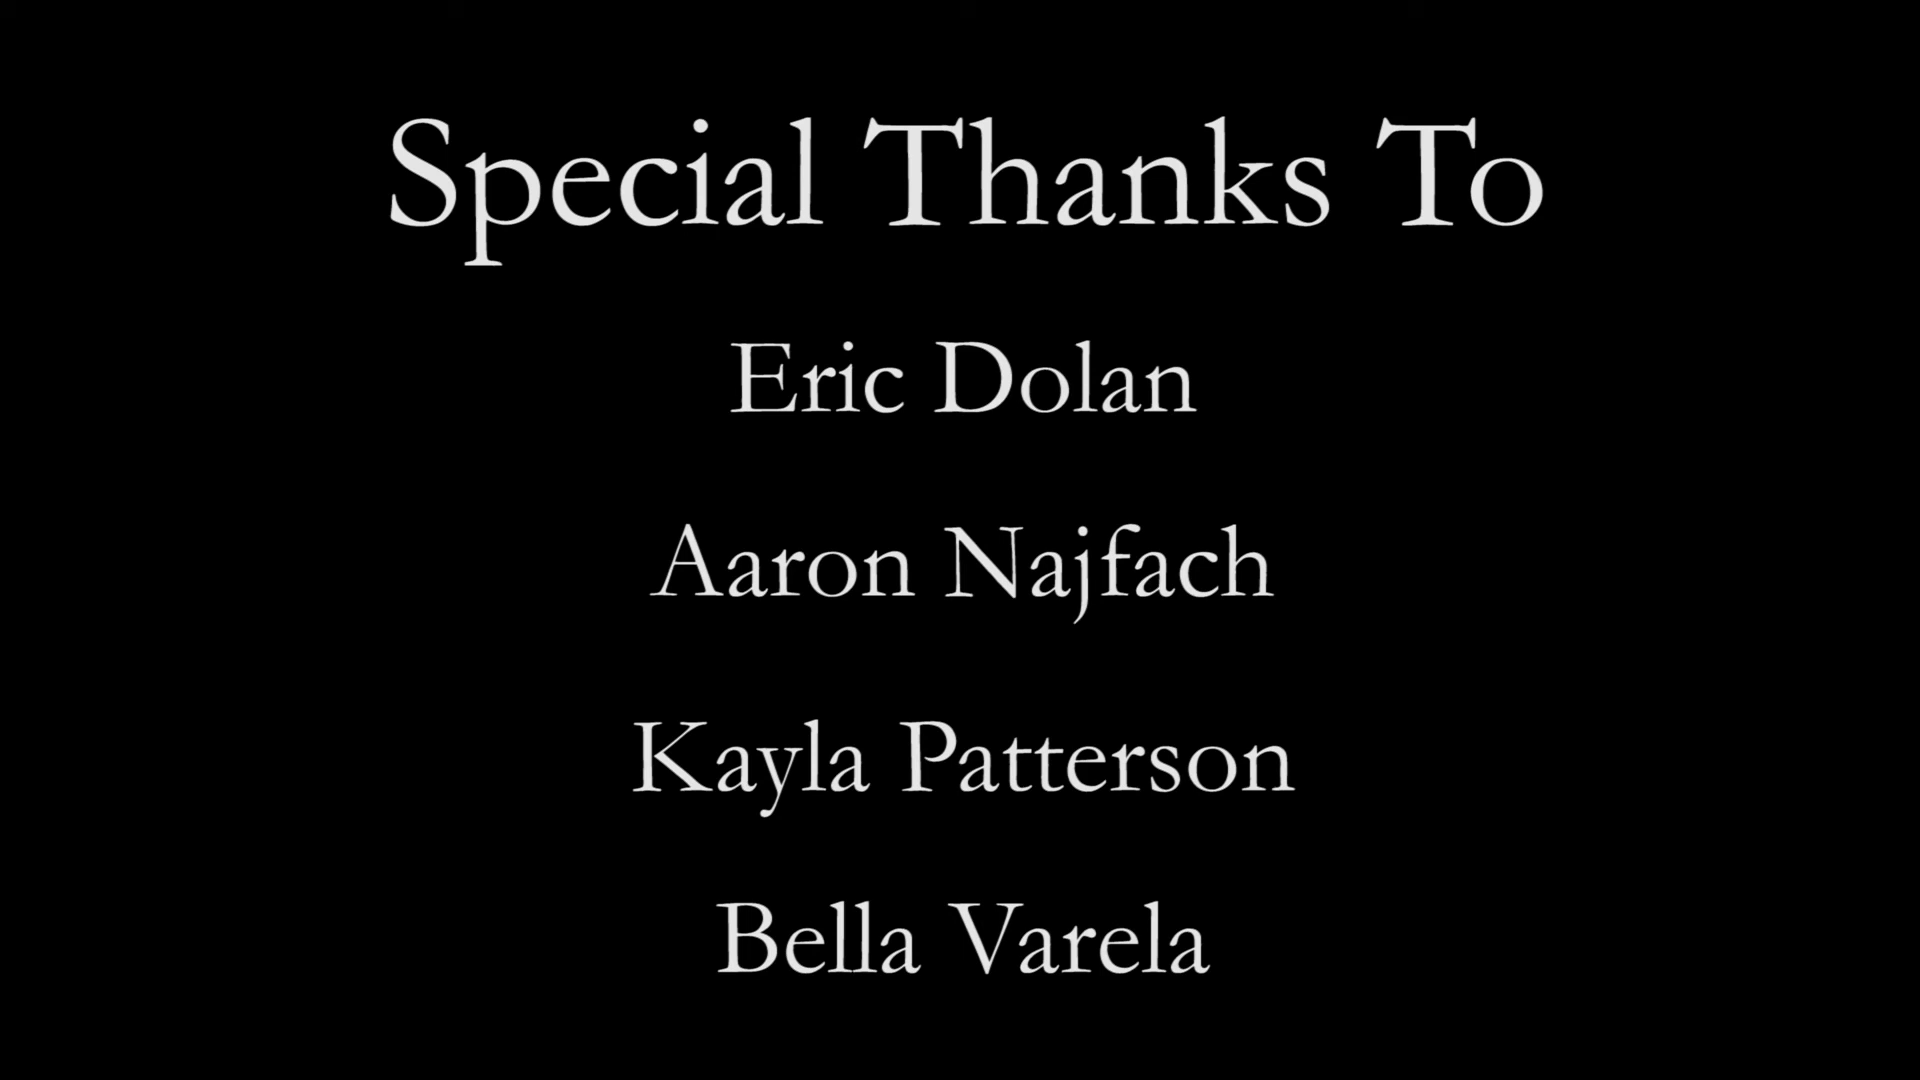 Special Thanks To
Eric Dolan
Aaron Najfach
Kayla Patterson
Bella Varela